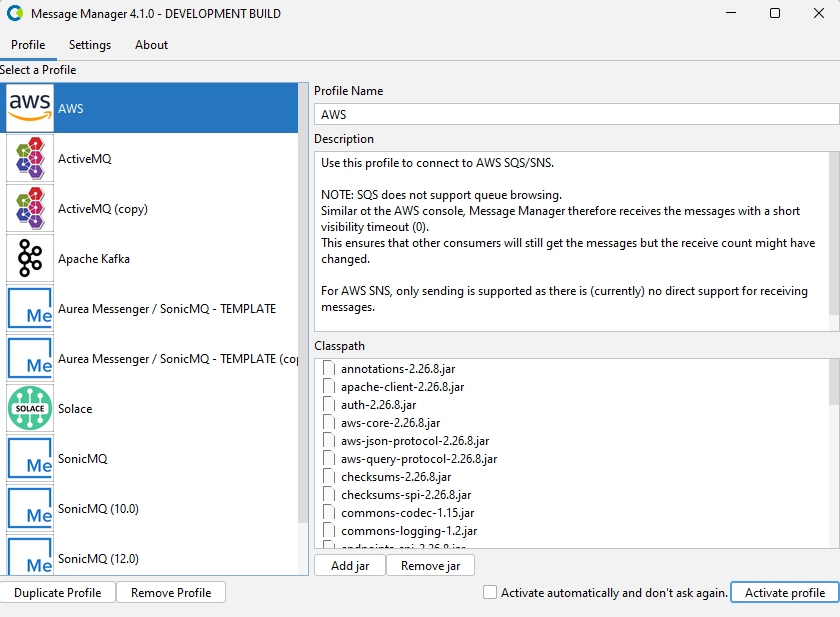 Message Manager 4.1.0 - DEVELOPMENT BUILD
Profile Settings About
Select a Profile
aws AWS
ActiveMQ
ActiveMQ (copy)
Apache Kafka
Me Aurea Messenger / SonicMQ - TEMPLATE
Me Aurea Messenger / SonicMQ - TEMPLATE (cop
SOLACE Solace
Me SonicMQ
Me SonicMQ (10.0)
Me SonicMQ (12.0)
Duplicate Profile Remove Profile
Profile Name
AWS
Description
Use this profile to connect to AWS SQS/SNS.
NOTE: SQS does not support queue browsing.
Similar ot the AWS console, Message Manager therefore receives the messages with a short
visibility timeout (0).
This ensures that other consumers will still get the messages but the receive count might have
changed.
For AWS SNS, only sending is supported as there is (currently) no direct support for receiving
messages.
Classpath
annotations-2.26.8.jar
apache-client-2.26.8.jar
auth-2.26.8.jar
aws-core-2.26.8.jar
aws-json-protocol-2.26.8.jar
aws-query-protocol-2.26.8.jar
checksums-2.26.8.jar
checksums-spi-2.26.8.jar
commons-codec-1.15.jar
commons-logging-1.2.jar
endpoints-spi-2.26.8.jar
Add jar Remove jar
Activate automatically and don't ask again. Activate profile